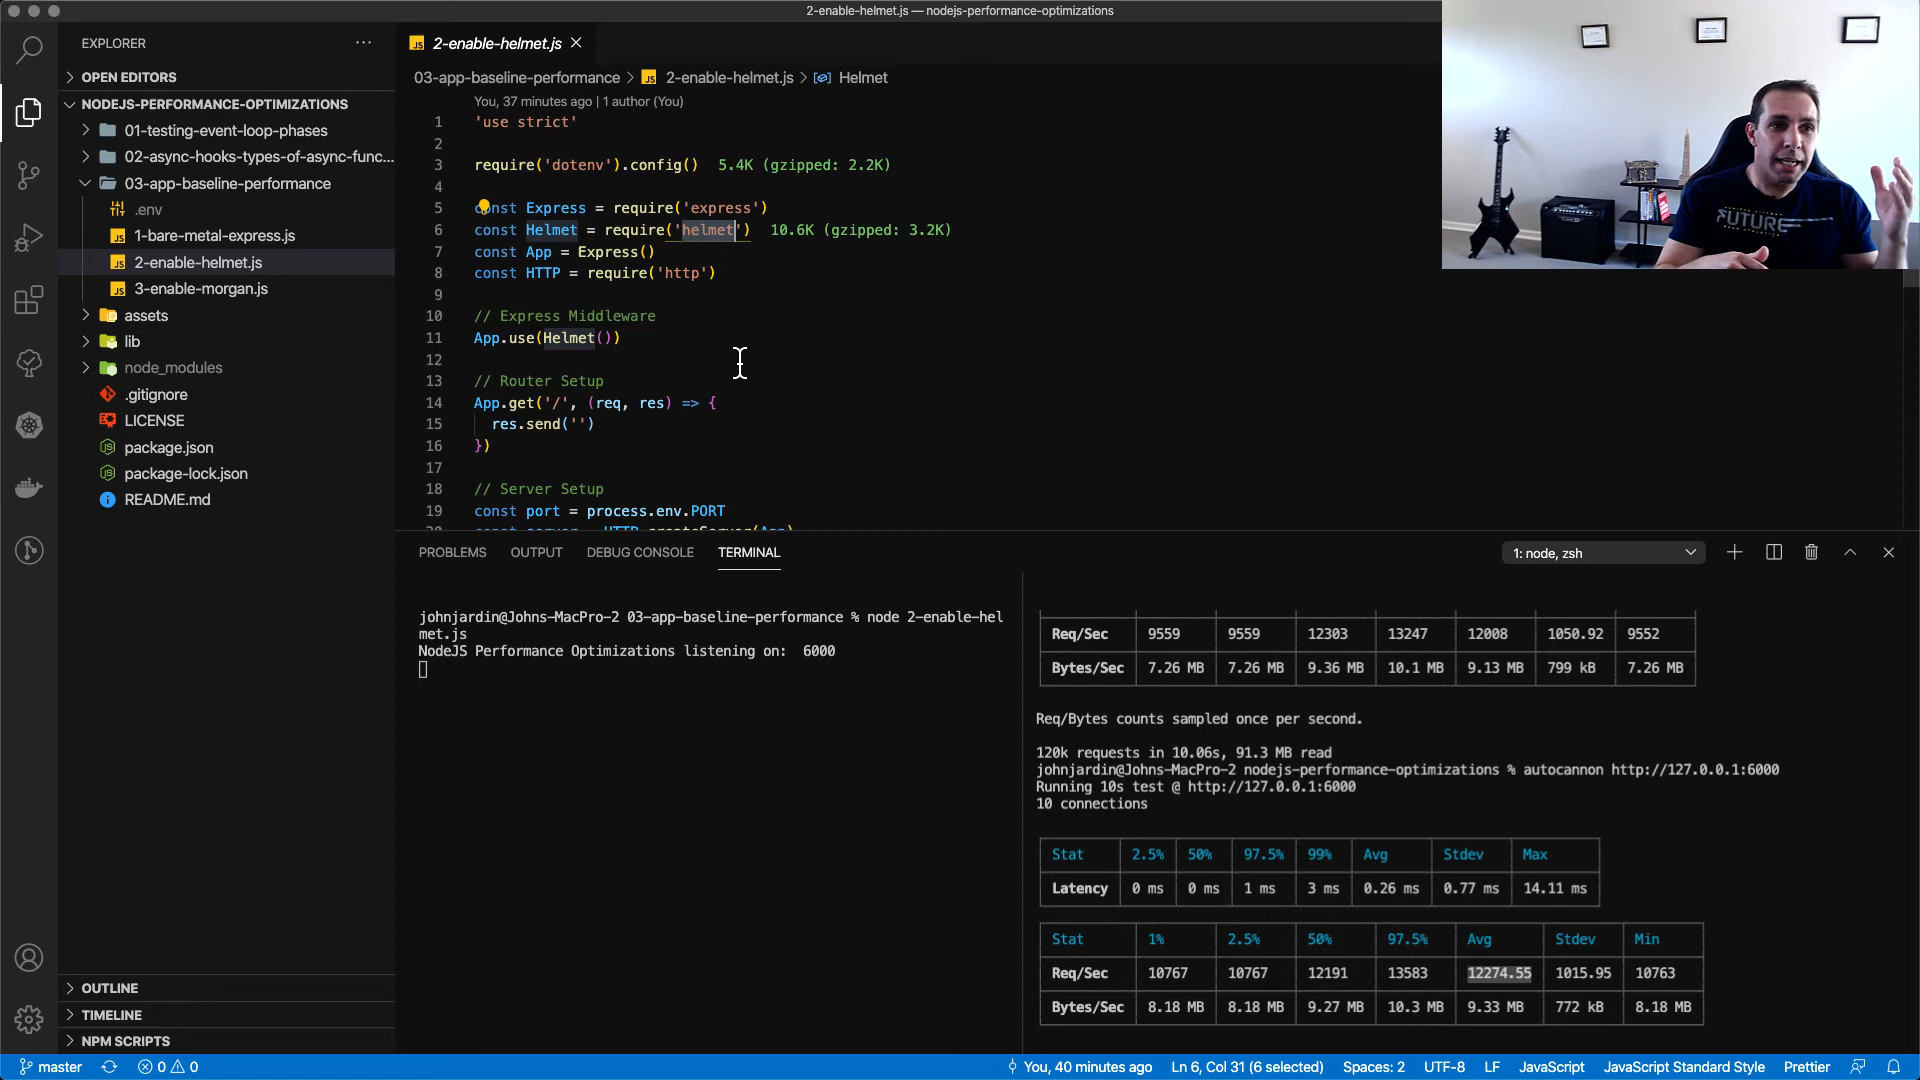 2-enable-helmet.js — nodejs-performance-optimizations
EXPLORER
OPEN EDITORS
NODEJS-PERFORMANCE-OPTIMIZATIONS
01-testing-event-loop-phases
02-async-hooks-types-of-async-func...
03-app-baseline-performance
.env
1-bare-metal-express.js
2-enable-helmet.js
3-enable-morgan.js
assets
lib
node_modules
.gitignore
LICENSE
package.json
package-lock.json
README.md
OUTLINE
TIMELINE
NPM SCRIPTS
2-enable-helmet.js
03-app-baseline-performance > 2-enable-helmet.js > Helmet
You, 37 minutes ago | 1 author (You)
1 'use strict'
2
3 require('dotenv').config() 5.4K (gzipped: 2.2K)
4
5 const Express = require('express')
6 const Helmet = require('helmet') 10.6K (gzipped: 3.2K)
7 const App = Express()
8 const HTTP = require('http')
9
10 // Express Middleware
11 App.use(Helmet())
12
13 // Router Setup
14 App.get('/', (req, res) => {
15 res.send('')
16 })
17
18 // Server Setup
19 const port = process.env.PORT
20 const server = HTTP.createServer(App)
FUTURE
PROBLEMS OUTPUT DEBUG CONSOLE TERMINAL
1: node, zsh
johnjardin@Johns-MacPro-2 03-app-baseline-performance % node 2-enable-hel
met.js
NodeJS Performance Optimizations listening on: 6000
Req/Sec 9559 9559 12303 13247 12008 1050.92 9552
Bytes/Sec 7.26 MB 7.26 MB 9.36 MB 10.1 MB 9.13 MB 799 kB 7.26 MB
Req/Bytes counts sampled once per second.
120k requests in 10.06s, 91.3 MB read
johnjardin@Johns-MacPro-2 nodejs-performance-optimizations % autocannon http://127.0.0.1:6000
Running 10s test @ http://127.0.0.1:6000
10 connections
Stat 2.5% 50% 97.5% 99% Avg Stdev Max
Latency 0 ms 0 ms 1 ms 3 ms 0.26 ms 0.77 ms 14.11 ms
Stat 1% 2.5% 50% 97.5% Avg Stdev Min
Req/Sec 10767 10767 12191 13583 12274.55 1015.95 10763
Bytes/Sec 8.18 MB 8.18 MB 9.27 MB 10.3 MB 9.33 MB 772 kB 8.18 MB
master 0 0 You, 40 minutes ago Ln 6, Col 31 (6 selected) Spaces: 2 UTF-8 LF JavaScript JavaScript Standard Style Prettier